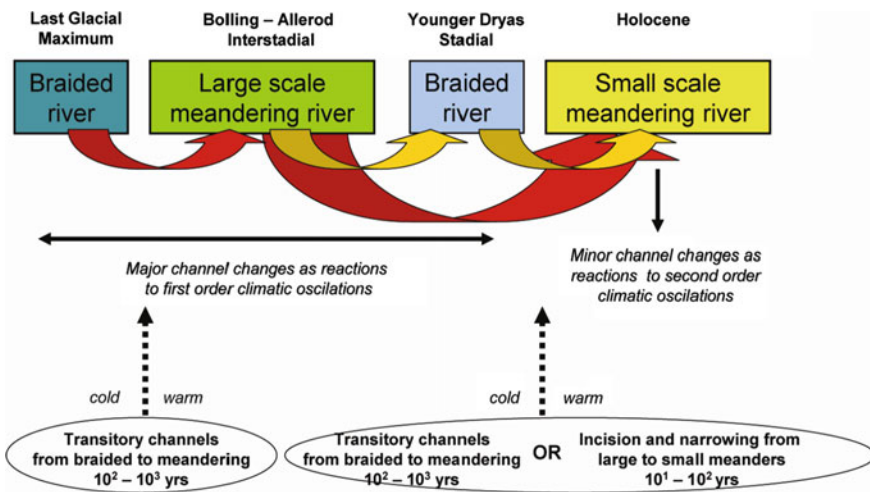 Last Glacial
Maximum
Bolling – Allerod
Interstadial
Younger Dryas
Stadial
Holocene
Braided
river
Large scale
meandering river
Braided
river
Small scale
meandering river
Major channel changes as reactions
to first order climatic oscilations
Minor channel changes as
reactions to second order
climatic oscilations
cold warm
cold warm
Transitory channels
from braided to meandering
10² – 10³ yrs
Transitory channels
from braided to meandering
10² – 10³ yrs
OR
Incision and narrowing from
large to small meanders
10¹ – 10² yrs